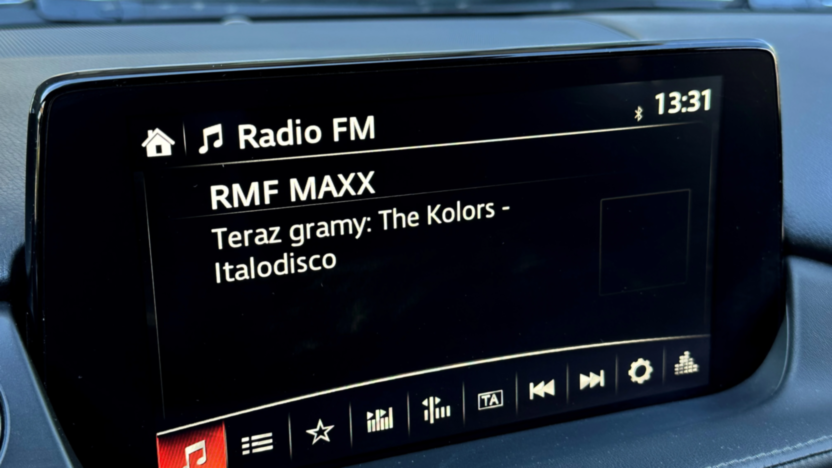 Radio FM
13:31
RMF MAXX
Teraz gramy: The Kolors -
Italodisco
TA